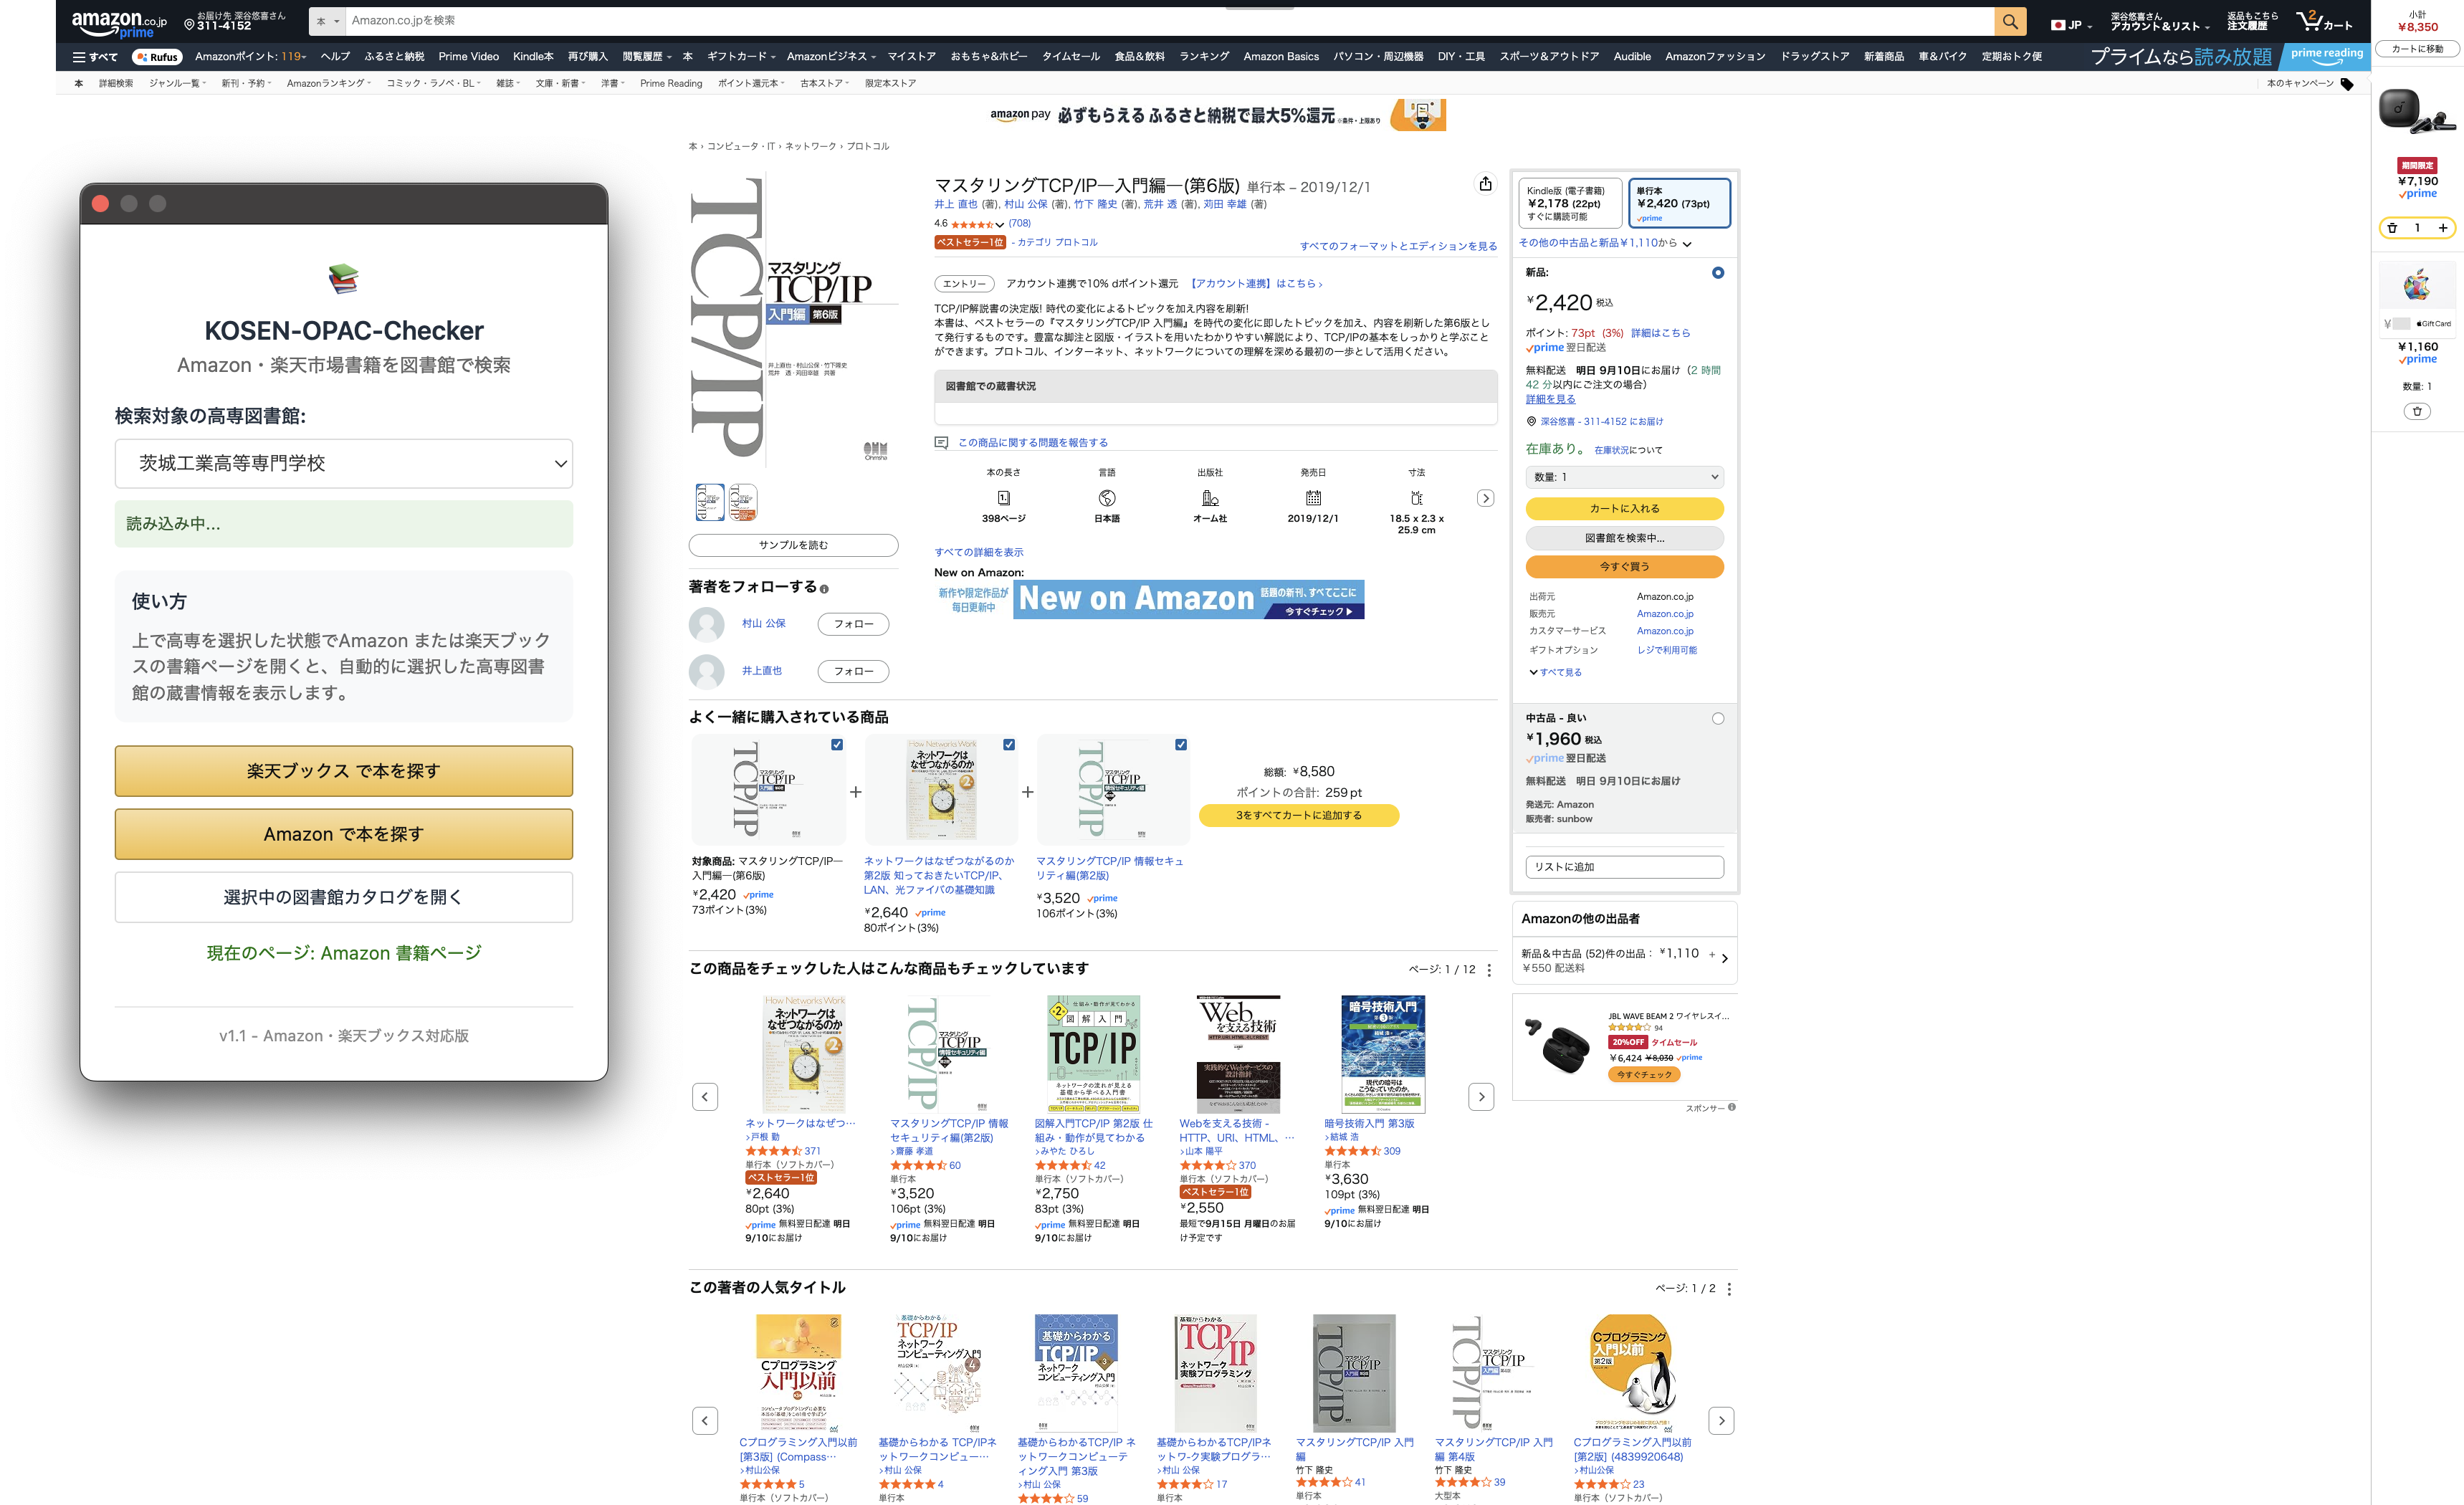 amazon.co.jp
prime
お届け先 深谷悠喜さん
311-4152
本
Amazon.co.jpを検索
JP
深谷悠喜さん
アカウント＆リスト
返品もこちら
注文履歴
2
カート
すべて
Rufus
Amazonポイント: 119
ヘルプ
ふるさと納税
Prime Video
Kindle本
再び購入
閲覧履歴
本
ギフトカード
Amazonビジネス
マイストア
おもちゃ&ホビー
タイムセール
食品＆飲料
ランキング
Amazon Basics
パソコン・周辺機器
DIY・工具
スポーツ＆アウトドア
Audible
Amazonファッション
ドラッグストア
新着商品
車＆バイク
定期おトク便
プライムなら読み放題
prime reading
本
詳細検索
ジャンル一覧
新刊・予約
Amazonランキング
コミック・ラノベ・BL
雑誌
文庫・新書
洋書
Prime Reading
ポイント還元本
古本ストア
限定本ストア
本のキャンペーン
amazon pay 必ずもらえる ふるさと納税で最大5%還元 ※条件・上限あり
本 › コンピュータ・IT › ネットワーク › プロトコル
KOSEN-OPAC-Checker
Amazon・楽天市場書籍を図書館で検索
検索対象の高専図書館:
茨城工業高等専門学校
読み込み中...
使い方
上で高専を選択した状態でAmazon または楽天ブック
スの書籍ページを開くと、自動的に選択した高専図書
館の蔵書情報を表示します。
楽天ブックス で本を探す
Amazon で本を探す
選択中の図書館カタログを開く
現在のページ: Amazon 書籍ページ
v1.1 - Amazon・楽天ブックス対応版
TCP/IP
マスタリング
TCP/IP
入門編 第6版
井上直也・村山公保・竹下隆史
荒井 透・苅田幸雄 共著
OHM
Ohmsha
サンプルを読む
著者をフォローする
村山 公保
フォロー
井上直也
フォロー
マスタリングTCP/IP―入門編―(第6版) 単行本 – 2019/12/1
井上 直也 (著), 村山 公保 (著), 竹下 隆史 (著), 荒井 透 (著), 苅田 幸雄 (著)
4.6
(708)
ベストセラー1位
- カテゴリ プロトコル
すべてのフォーマットとエディションを見る
エントリー
アカウント連携で10% dポイント還元 【アカウント連携】はこちら ›
TCP/IP解説書の決定版! 時代の変化によるトピックを加え内容を刷新!
本書は、ベストセラーの『マスタリングTCP/IP 入門編』を時代の変化に即したトピックを加え、内容を刷新した第6版とし
て発行するものです。豊富な脚注と図版・イラストを用いたわかりやすい解説により、TCP/IPの基本をしっかりと学ぶこと
ができます。プロトコル、インターネット、ネットワークについての理解を深める最初の一歩として活用ください。
図書館での蔵書状況
この商品に関する問題を報告する
本の長さ
398ページ
言語
日本語
出版社
オーム社
発売日
2019/12/1
寸法
18.5 x 2.3 x
25.9 cm
すべての詳細を表示
New on Amazon:
新作や限定作品が
毎日更新中
New on Amazon
話題の新刊、すべてここに
今すぐチェック ▶
Kindle版 (電子書籍)
￥2,178 (22pt)
すぐに購読可能
単行本
￥2,420 (73pt)
prime
その他の中古品と新品￥1,110から
新品:
￥2,420 税込
ポイント: 73pt (3%) 詳細はこちら
prime 翌日配送
無料配送 明日 9月10日にお届け（2 時間
42 分以内にご注文の場合）
詳細を見る
深谷悠喜 - 311-4152 にお届け
在庫あり。 在庫状況について
数量: 1
カートに入れる
図書館を検索中...
今すぐ買う
出荷元 Amazon.co.jp
販売元 Amazon.co.jp
カスタマーサービス Amazon.co.jp
ギフトオプション レジで利用可能
すべて見る
中古品 - 良い
￥1,960 税込
prime 翌日配送
無料配送 明日 9月10日にお届け
発送元: Amazon
販売者: sunbow
リストに追加
Amazonの他の出品者
新品＆中古品 (52)件の出品： ￥1,110 +
￥550 配送料
JBL WAVE BEAM 2 ワイヤレスイ...
94
20%OFF タイムセール
￥6,424 ￥8,030 prime
今すぐチェック
スポンサー
小計
￥8,350
カートに移動
期間限定
￥7,190
prime
1
￥ Gift Card
￥1,160
prime
数量: 1
よく一緒に購入されている商品
対象商品: マスタリングTCP/IP―
入門編―(第6版)
￥2,420 prime
73ポイント(3%)
ネットワークはなぜつながるのか
第2版 知っておきたいTCP/IP、
LAN、光ファイバの基礎知識
￥2,640 prime
80ポイント(3%)
マスタリングTCP/IP 情報セキュ
リティ編(第2版)
￥3,520 prime
106ポイント(3%)
総額: ￥8,580
ポイントの合計: 259 pt
3をすべてカートに追加する
この商品をチェックした人はこんな商品もチェックしています
ページ: 1 / 12
ネットワークはなぜつ…
›戸根 勤
371
単行本（ソフトカバー）
ベストセラー1位
￥2,640
80pt (3%)
prime 無料翌日配達 明日
9/10にお届け
マスタリングTCP/IP 情報
セキュリティ編(第2版)
›齋藤 孝道
60
単行本
￥3,520
106pt (3%)
prime 無料翌日配達 明日
9/10にお届け
図解入門TCP/IP 第2版 仕
組み・動作が見てわかる
›みやた ひろし
42
単行本（ソフトカバー）
￥2,750
83pt (3%)
prime 無料翌日配達 明日
9/10にお届け
Webを支える技術 -
HTTP、URI、HTML、…
›山本 陽平
370
単行本（ソフトカバー）
ベストセラー1位
￥2,550
最短で9月15日 月曜日のお届
け予定です
暗号技術入門 第3版
›結城 浩
309
単行本
￥3,630
109pt (3%)
prime 無料翌日配達 明日
9/10にお届け
この著者の人気タイトル
ページ: 1 / 2
Cプログラミング入門以前
[第3版] (Compass…
›村山公保
5
単行本（ソフトカバー）
基礎からわかる TCP/IPネ
ットワークコンピュー…
›村山 公保
4
単行本
基礎からわかるTCP/IP ネ
ットワークコンピューテ
ィング入門 第3版
›村山 公保
59
基礎からわかるTCP/IPネ
ットワーク実験プログラ…
›村山 公保
17
単行本
マスタリングTCP/IP 入門
編
竹下 隆史
41
単行本
マスタリングTCP/IP 入門
編 第4版
竹下 隆史
39
大型本
Cプログラミング入門以前
[第2版] (4839920648)
›村山公保
23
単行本（ソフトカバー）